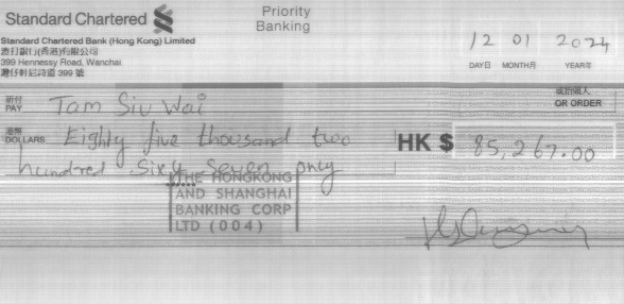 Standard Chartered
Priority
Banking
Standard Chartered Bank (Hong Kong) Limited
渣打銀行(香港)有限公司
399 Hennessy Road, Wanchai
灣仔軒尼詩道 399 號
12 01 2024
DAY日 MONTH月 YEAR年
祈付
PAY Tam Siu Wai
或持票人
OR ORDER
港幣
DOLLARS Eighty five thousand two
hundred sixy seven only
HK $ 85,267.00
THE HONGKONG
AND SHANGHAI
BANKING CORP
LTD (004)